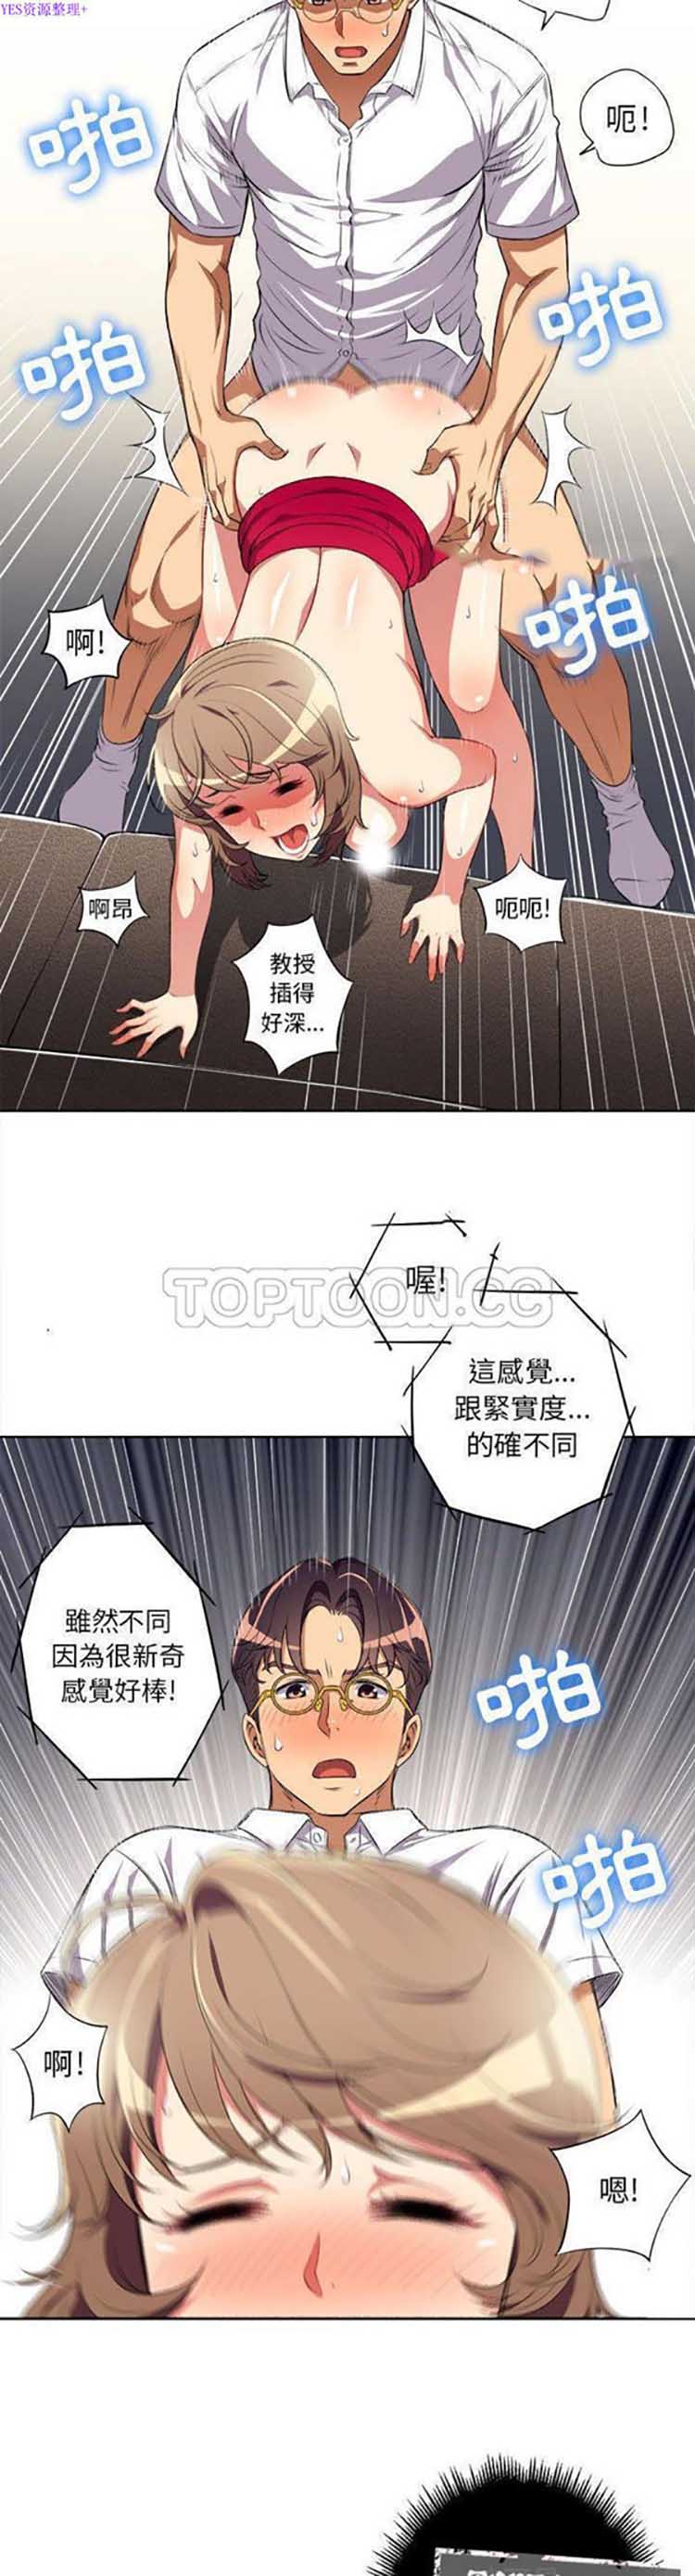 YES资源整理+
呃!
啪
啪
啪
啪
啊!
啊昂
呃呃!
教授
插得
好深...
喔!
TOPTOON.CC
這感覺...
跟緊實度...
的確不同
雖然不同
因為很新奇
感覺好棒!
啪
啪
啊!
嗯!